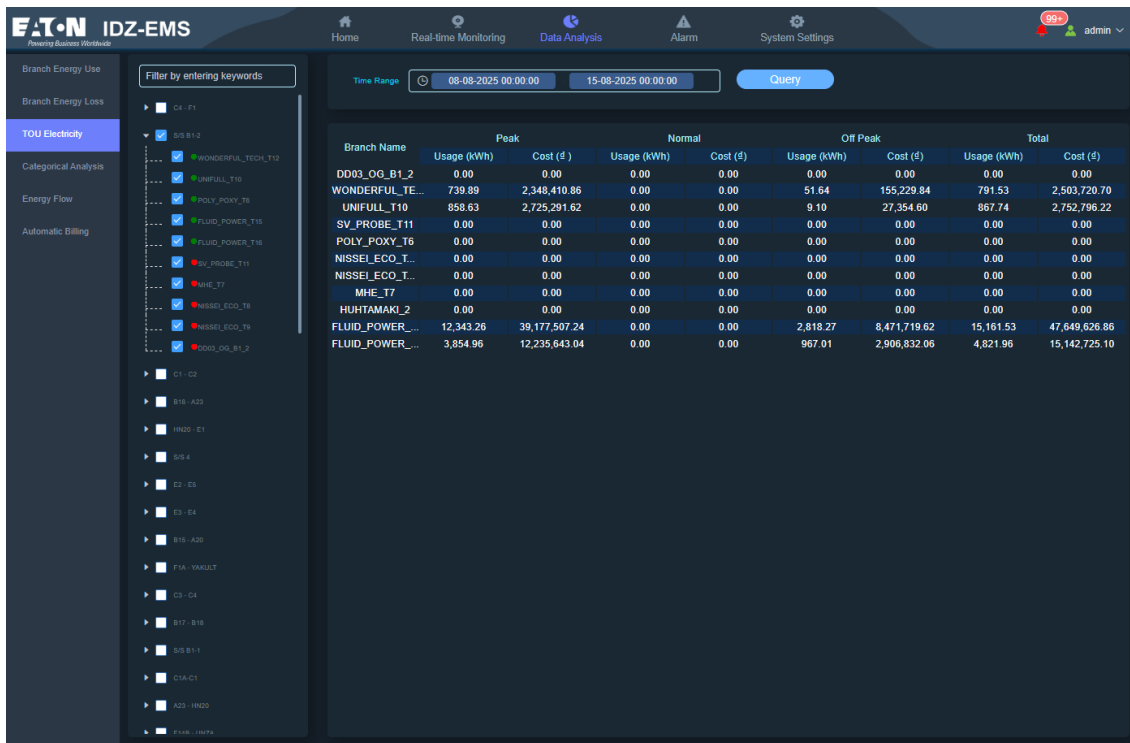 EATON IDZ-EMS
Powering Business Worldwide
Home Real-time Monitoring Data Analysis Alarm System Settings
99+ admin
Branch Energy Use
Branch Energy Loss
TOU Electricity
Categorical Analysis
Energy Flow
Automatic Billing
Filter by entering keywords
C4 - F1
S/S B1-2
WONDERFUL_TECH_T12
UNIFULL_T10
POLY_POXY_T6
FLUID_POWER_T15
FLUID_POWER_T16
SV_PROBE_T11
MHE_T7
NISSEI_ECO_T8
NISSEI_ECO_T9
DD03_OG_B1_2
C1 - C2
B18 - A23
HN20 - E1
S/S 4
E2 - E5
E3 - E4
B15 - A20
F1A - YAKULT
C3 - C4
B17 - B18
S/S B1-1
C1A-C1
A23 - HN20
Time Range 08-08-2025 00:00:00 15-08-2025 00:00:00 Query
Branch Name Peak Normal Off Peak Total
Usage (kWh) Cost (₫ ) Usage (kWh) Cost (₫) Usage (kWh) Cost (₫) Usage (kWh) Cost (₫)
DD03_OG_B1_2 0.00 0.00 0.00 0.00 0.00 0.00 0.00 0.00
WONDERFUL_TE... 739.89 2,348,410.86 0.00 0.00 51.64 155,229.84 791.53 2,503,720.70
UNIFULL_T10 858.63 2,725,291.62 0.00 0.00 9.10 27,354.60 867.74 2,752,796.22
SV_PROBE_T11 0.00 0.00 0.00 0.00 0.00 0.00 0.00 0.00
POLY_POXY_T6 0.00 0.00 0.00 0.00 0.00 0.00 0.00 0.00
NISSEI_ECO_T... 0.00 0.00 0.00 0.00 0.00 0.00 0.00 0.00
NISSEI_ECO_T... 0.00 0.00 0.00 0.00 0.00 0.00 0.00 0.00
MHE_T7 0.00 0.00 0.00 0.00 0.00 0.00 0.00 0.00
HUHTAMAKI_2 0.00 0.00 0.00 0.00 0.00 0.00 0.00 0.00
FLUID_POWER_... 12,343.26 39,177,507.24 0.00 0.00 2,818.27 8,471,719.62 15,161.53 47,649,626.86
FLUID_POWER_... 3,854.96 12,235,643.04 0.00 0.00 967.01 2,906,832.06 4,821.96 15,142,725.10